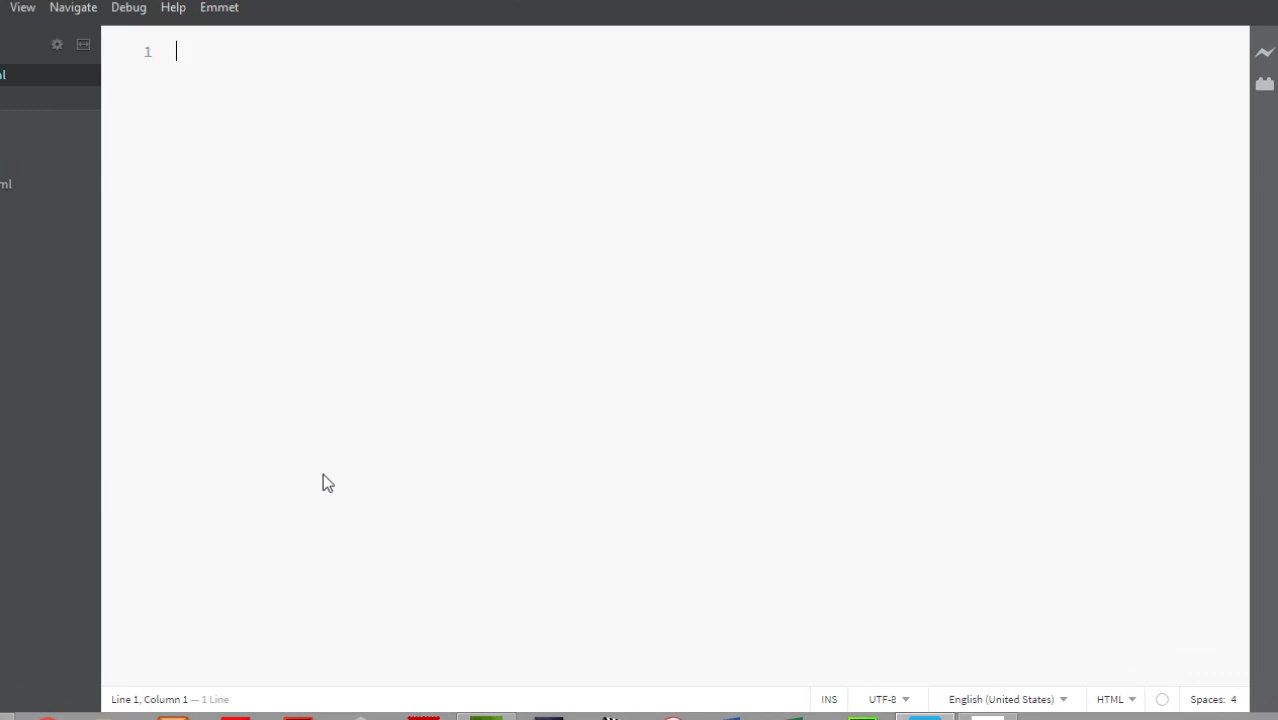 View Navigate Debug Help Emmet
1
l
ml
Line 1, Column 1 — 1 Line INS UTF-8 English (United States) HTML Spaces: 4